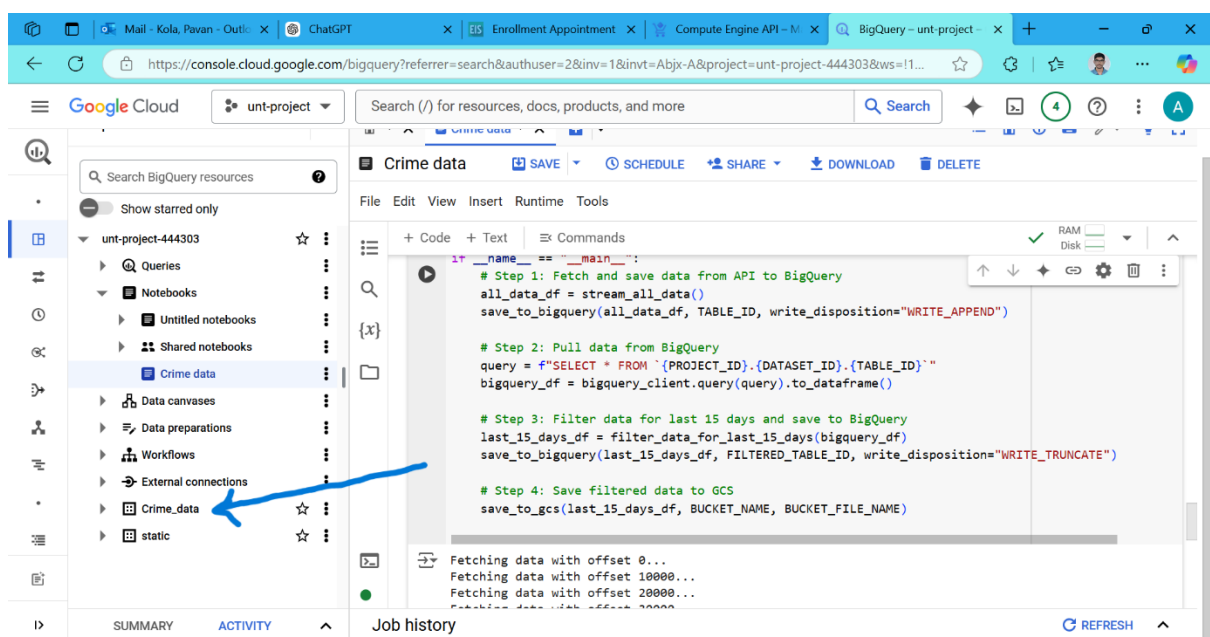 Mail - Kola, Pavan - Outlo
ChatGPT
EIS Enrollment Appointment
Compute Engine API – M
BigQuery – unt-project –
https://console.cloud.google.com/bigquery?referrer=search&authuser=2&inv=1&invt=Abjx-A&project=unt-project-444303&ws=!1...
Google Cloud
unt-project
Search (/) for resources, docs, products, and more
Search
4
A
Crime data
Search BigQuery resources
Show starred only
unt-project-444303
Queries
Notebooks
Untitled notebooks
Shared notebooks
Crime data
Data canvases
Data preparations
Workflows
External connections
Crime_data
static
SUMMARY ACTIVITY
Crime data SAVE SCHEDULE SHARE DOWNLOAD DELETE
File Edit View Insert Runtime Tools
+ Code + Text Commands
RAM
Disk
{x}
if __name__ == "__main__":
# Step 1: Fetch and save data from API to BigQuery
all_data_df = stream_all_data()
save_to_bigquery(all_data_df, TABLE_ID, write_disposition="WRITE_APPEND")
# Step 2: Pull data from BigQuery
query = f"SELECT * FROM `{PROJECT_ID}.{DATASET_ID}.{TABLE_ID}`"
bigquery_df = bigquery_client.query(query).to_dataframe()
# Step 3: Filter data for last 15 days and save to BigQuery
last_15_days_df = filter_data_for_last_15_days(bigquery_df)
save_to_bigquery(last_15_days_df, FILTERED_TABLE_ID, write_disposition="WRITE_TRUNCATE")
# Step 4: Save filtered data to GCS
save_to_gcs(last_15_days_df, BUCKET_NAME, BUCKET_FILE_NAME)
Fetching data with offset 0...
Fetching data with offset 10000...
Fetching data with offset 20000...
Fetching data with offset 30000
Job history
REFRESH